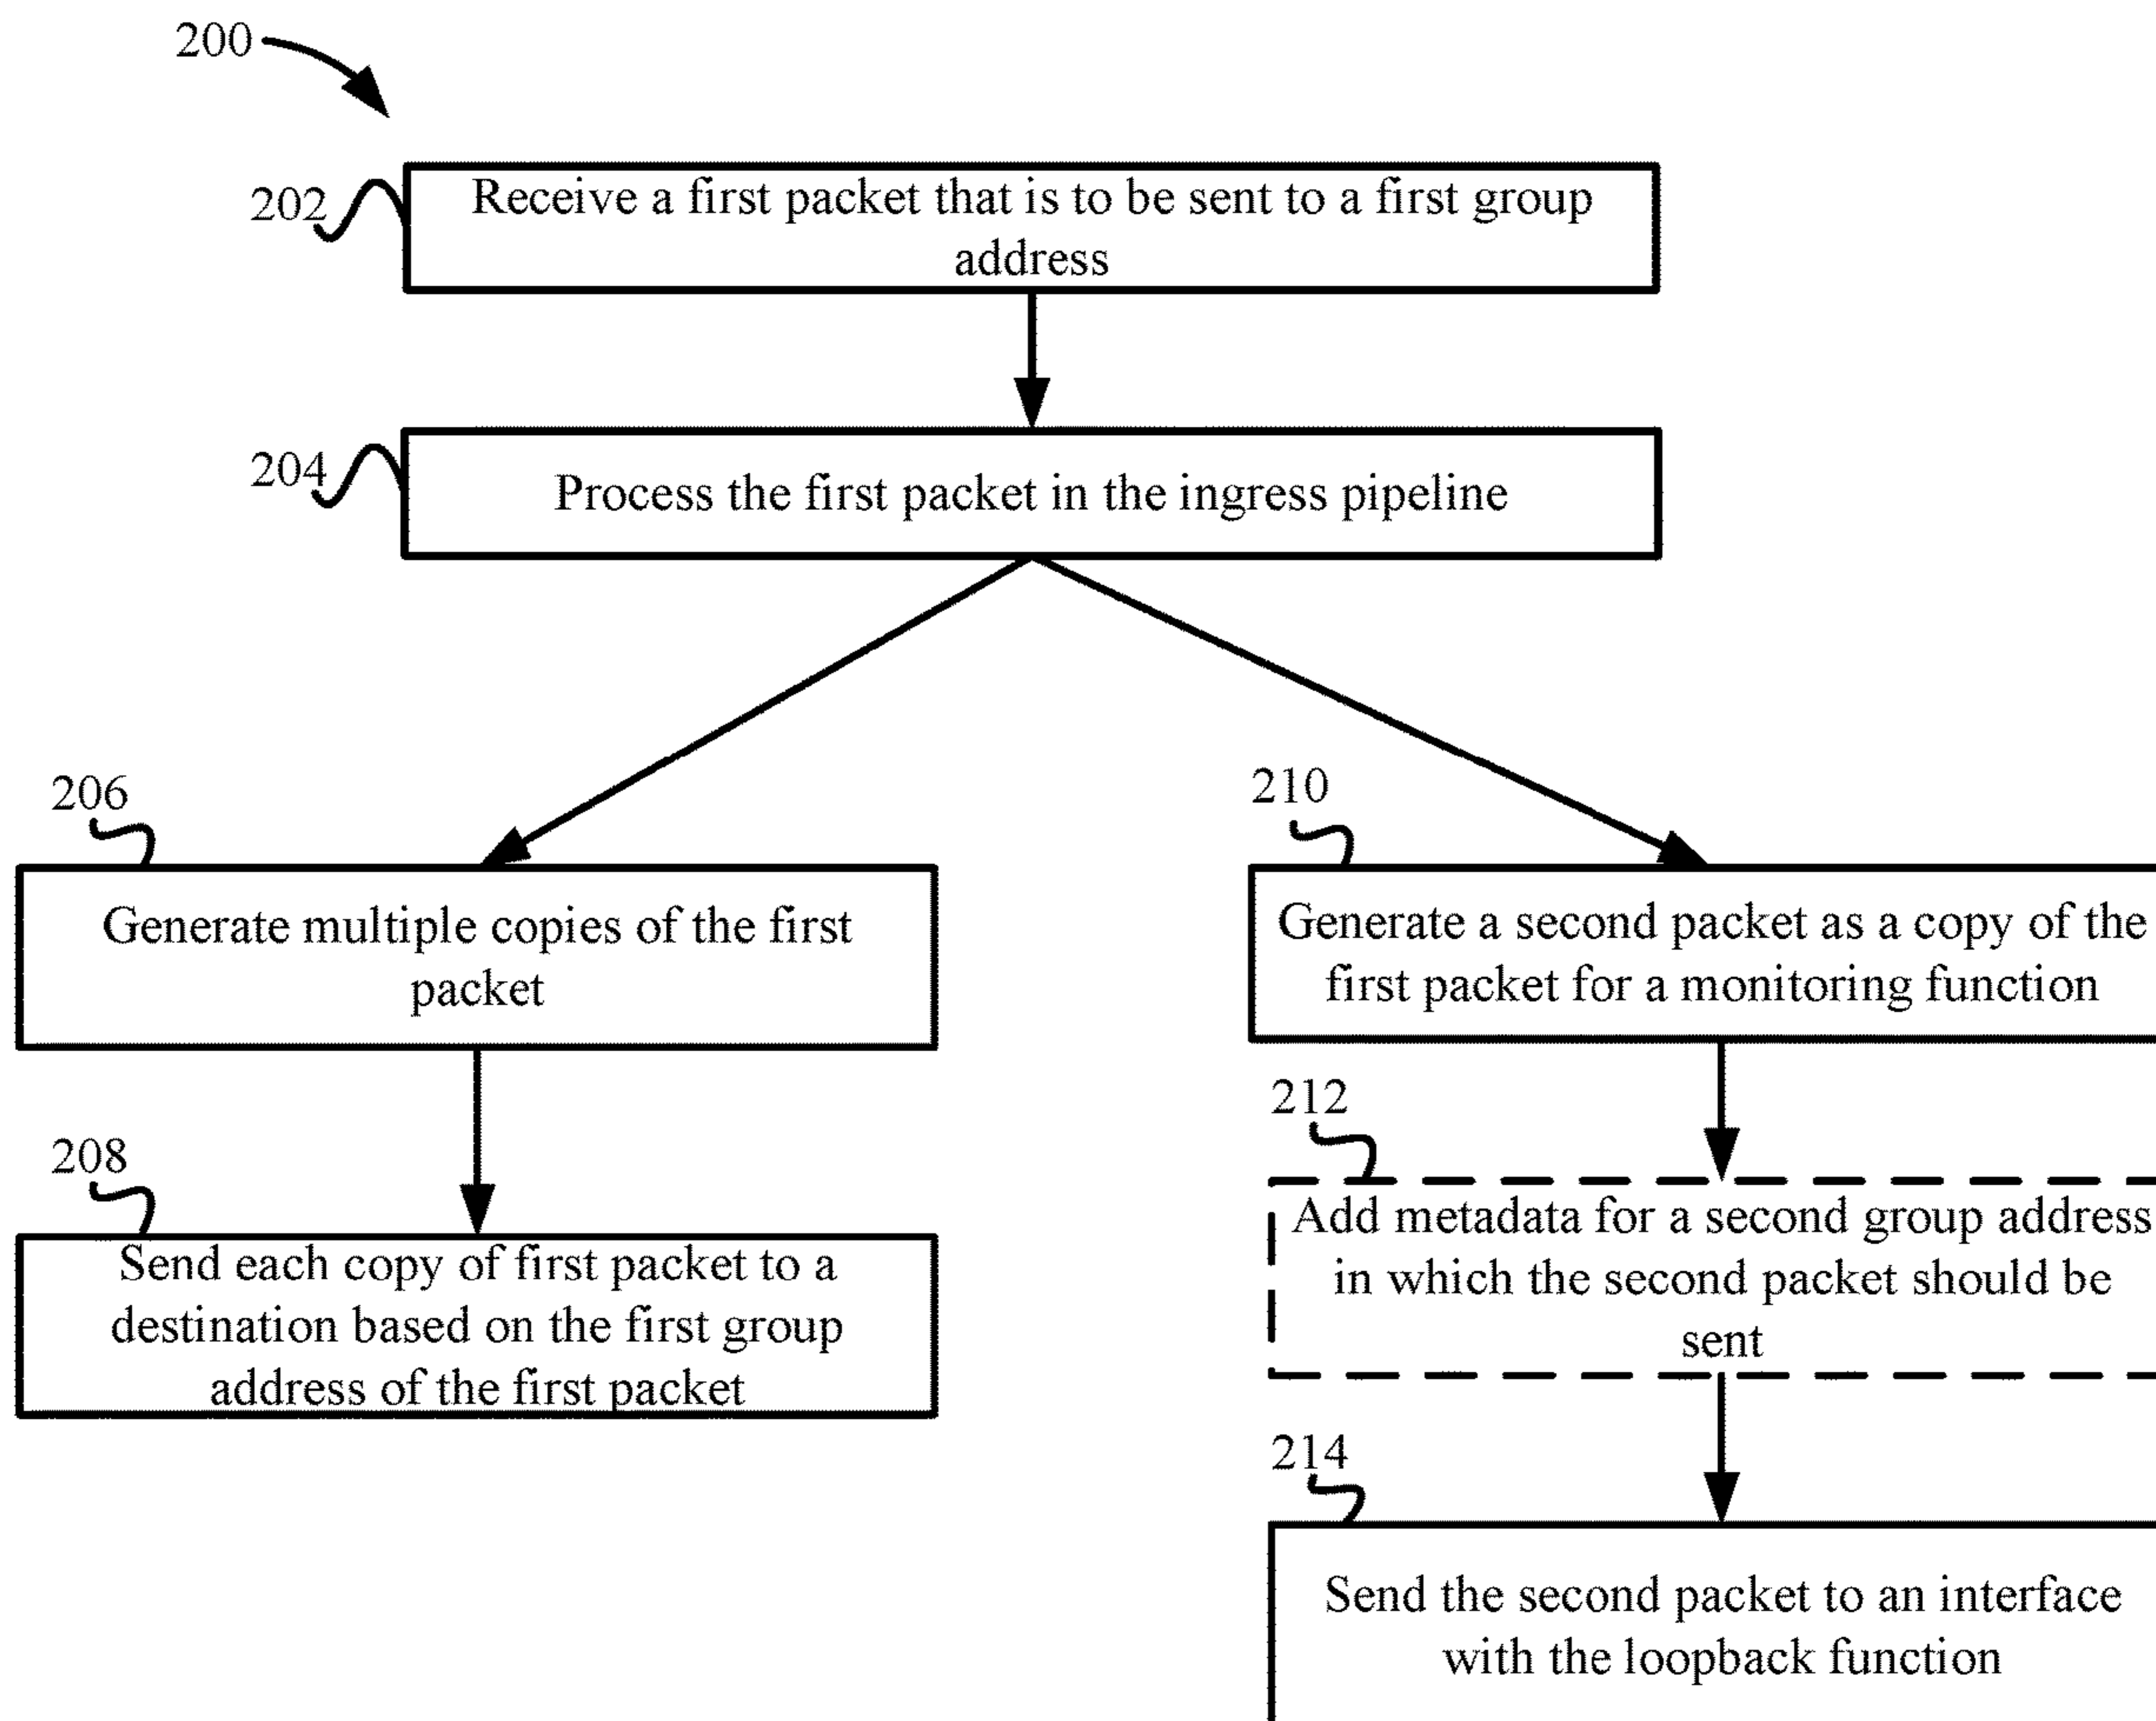 200
202
Receive a first packet that is to be sent to a first group
address
204
Process the first packet in the ingress pipeline
206
Generate multiple copies of the first
packet
208
Send each copy of first packet to a
destination based on the first group
address of the first packet
210
Generate a second packet as a copy of the
first packet for a monitoring function
212
Add metadata for a second group address
in which the second packet should be
sent
214
Send the second packet to an interface
with the loopback function